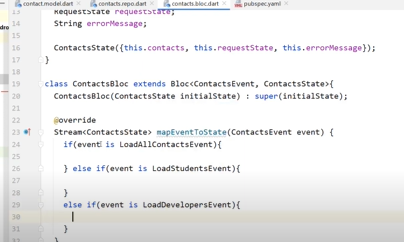 contact.model.dart contacts.repo.dart contacts.bloc.dart pubspec.yaml
13 RequestState requestState;
14 String errorMessage;
15
16 ContactsState({this.contacts, this.requestState, this.errorMessage});
17 }
18
19 class ContactsBloc extends Bloc<ContactsEvent, ContactsState>{
20 ContactsBloc(ContactsState initialState) : super(initialState);
21
22 @override
23 Stream<ContactsState> mapEventToState(ContactsEvent event) {
24 if(event is LoadAllContactsEvent){
25
26 } else if(event is LoadStudentsEvent){
27
28 }
29 else if(event is LoadDevelopersEvent){
30
31 }
32 }